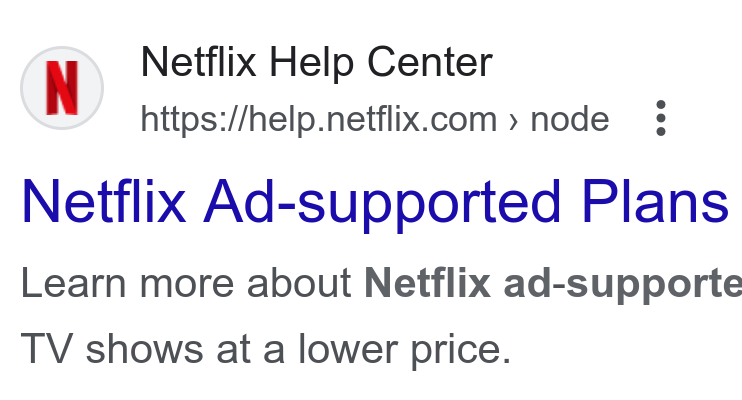 N
Netflix Help Center
https://help.netflix.com › node
Netflix Ad-supported Plans
Learn more about Netflix ad-supporte
TV shows at a lower price.